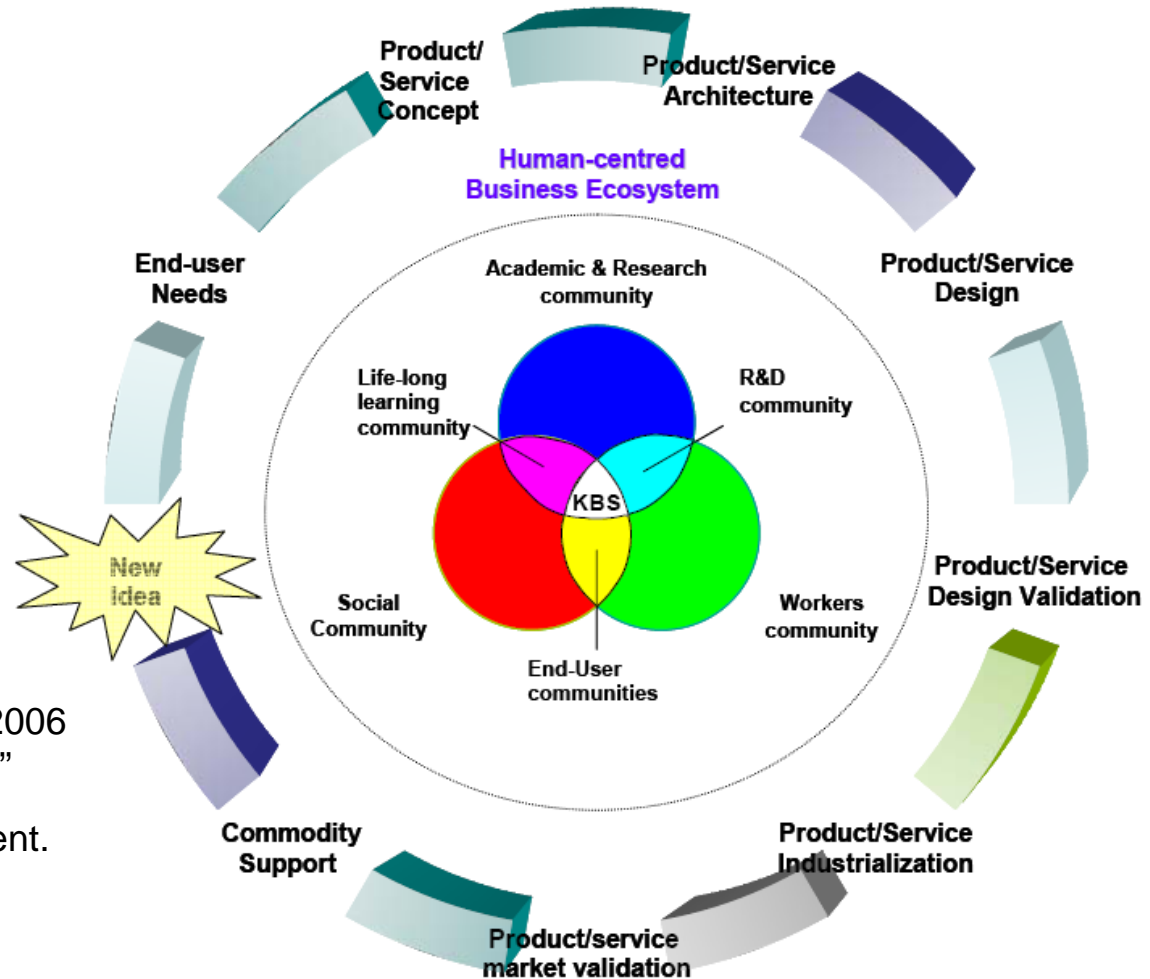 Product/
Service
Concept
Product/Service
Architecture
Human-centred
Business Ecosystem
End-user
Needs
Academic & Research
community
Product/Service
Design
Life-long
learning
community
R&D
community
KBS
New
idea
Product/Service
Design Validation
Social
Community
Workers
community
End-User
communities
2006
”
ent.
Commodity
Support
Product/Service
Industrialization
Product/service
market validation